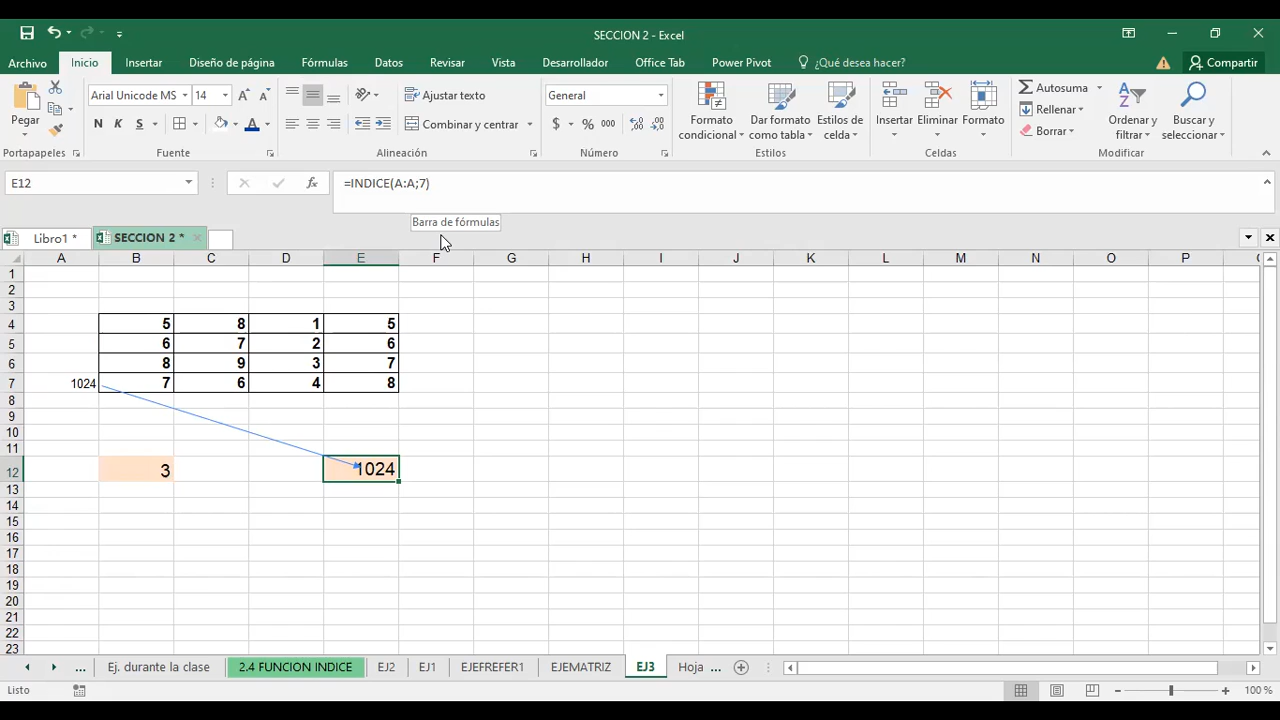 SECCION 2 - Excel
Archivo Inicio Insertar Diseño de página Fórmulas Datos Revisar Vista Desarrollador Office Tab Power Pivot ¿Qué desea hacer? Compartir
Pegar
Arial Unicode MS 14
N K S
Ajustar texto
Combinar y centrar
General
$ % 000
Formato condicional
Dar formato como tabla
Estilos de celda
Insertar
Eliminar
Formato
Autosuma
Rellenar
Borrar
Ordenar y filtrar
Buscar y seleccionar
Portapapeles Fuente Alineación Número Estilos Celdas Modificar
E12 fx =INDICE(A:A;7)
Barra de fórmulas
Libro1 * SECCION 2 *
A B C D E F G H I J K L M N O P
1
2
3
4 5 8 1 5
5 6 7 2 6
6 8 9 3 7
7 1024 7 6 4 8
8
9
10
11
12 3 1024
13
14
15
16
17
18
19
20
21
22
23
... Ej. durante la clase 2.4 FUNCION INDICE EJ2 EJ1 EJEFREFER1 EJEMATRIZ EJ3 Hoja ...
Listo 100 %